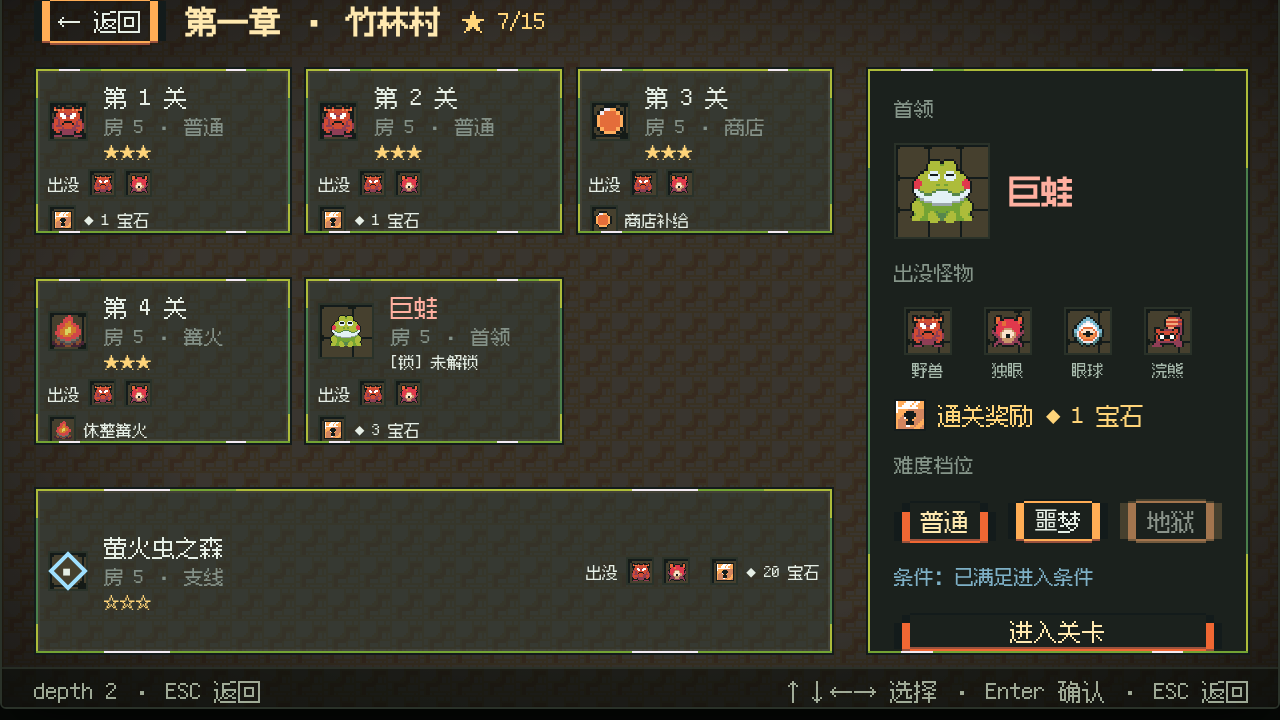 ← 返回
第一章 · 竹林村 ★ 7/15
第 1 关
房 5 · 普通
★★★
出没
◆ 1 宝石
第 2 关
房 5 · 普通
★★★
出没
◆ 1 宝石
第 3 关
房 5 · 商店
★★★
出没
商店补给
第 4 关
房 5 · 篝火
★★★
出没
休整篝火
巨蛙
房 5 · 首领
[锁] 未解锁
出没
◆ 3 宝石
萤火虫之森
房 5 · 支线
☆☆☆
出没 ◆ 20 宝石
首领
巨蛙
出没怪物
野兽 独眼 眼球 浣熊
通关奖励 ◆ 1 宝石
难度档位
普通 噩梦 地狱
条件: 已满足进入条件
进入关卡
depth 2 · ESC 返回
↑↓←→ 选择 · Enter 确认 · ESC 返回